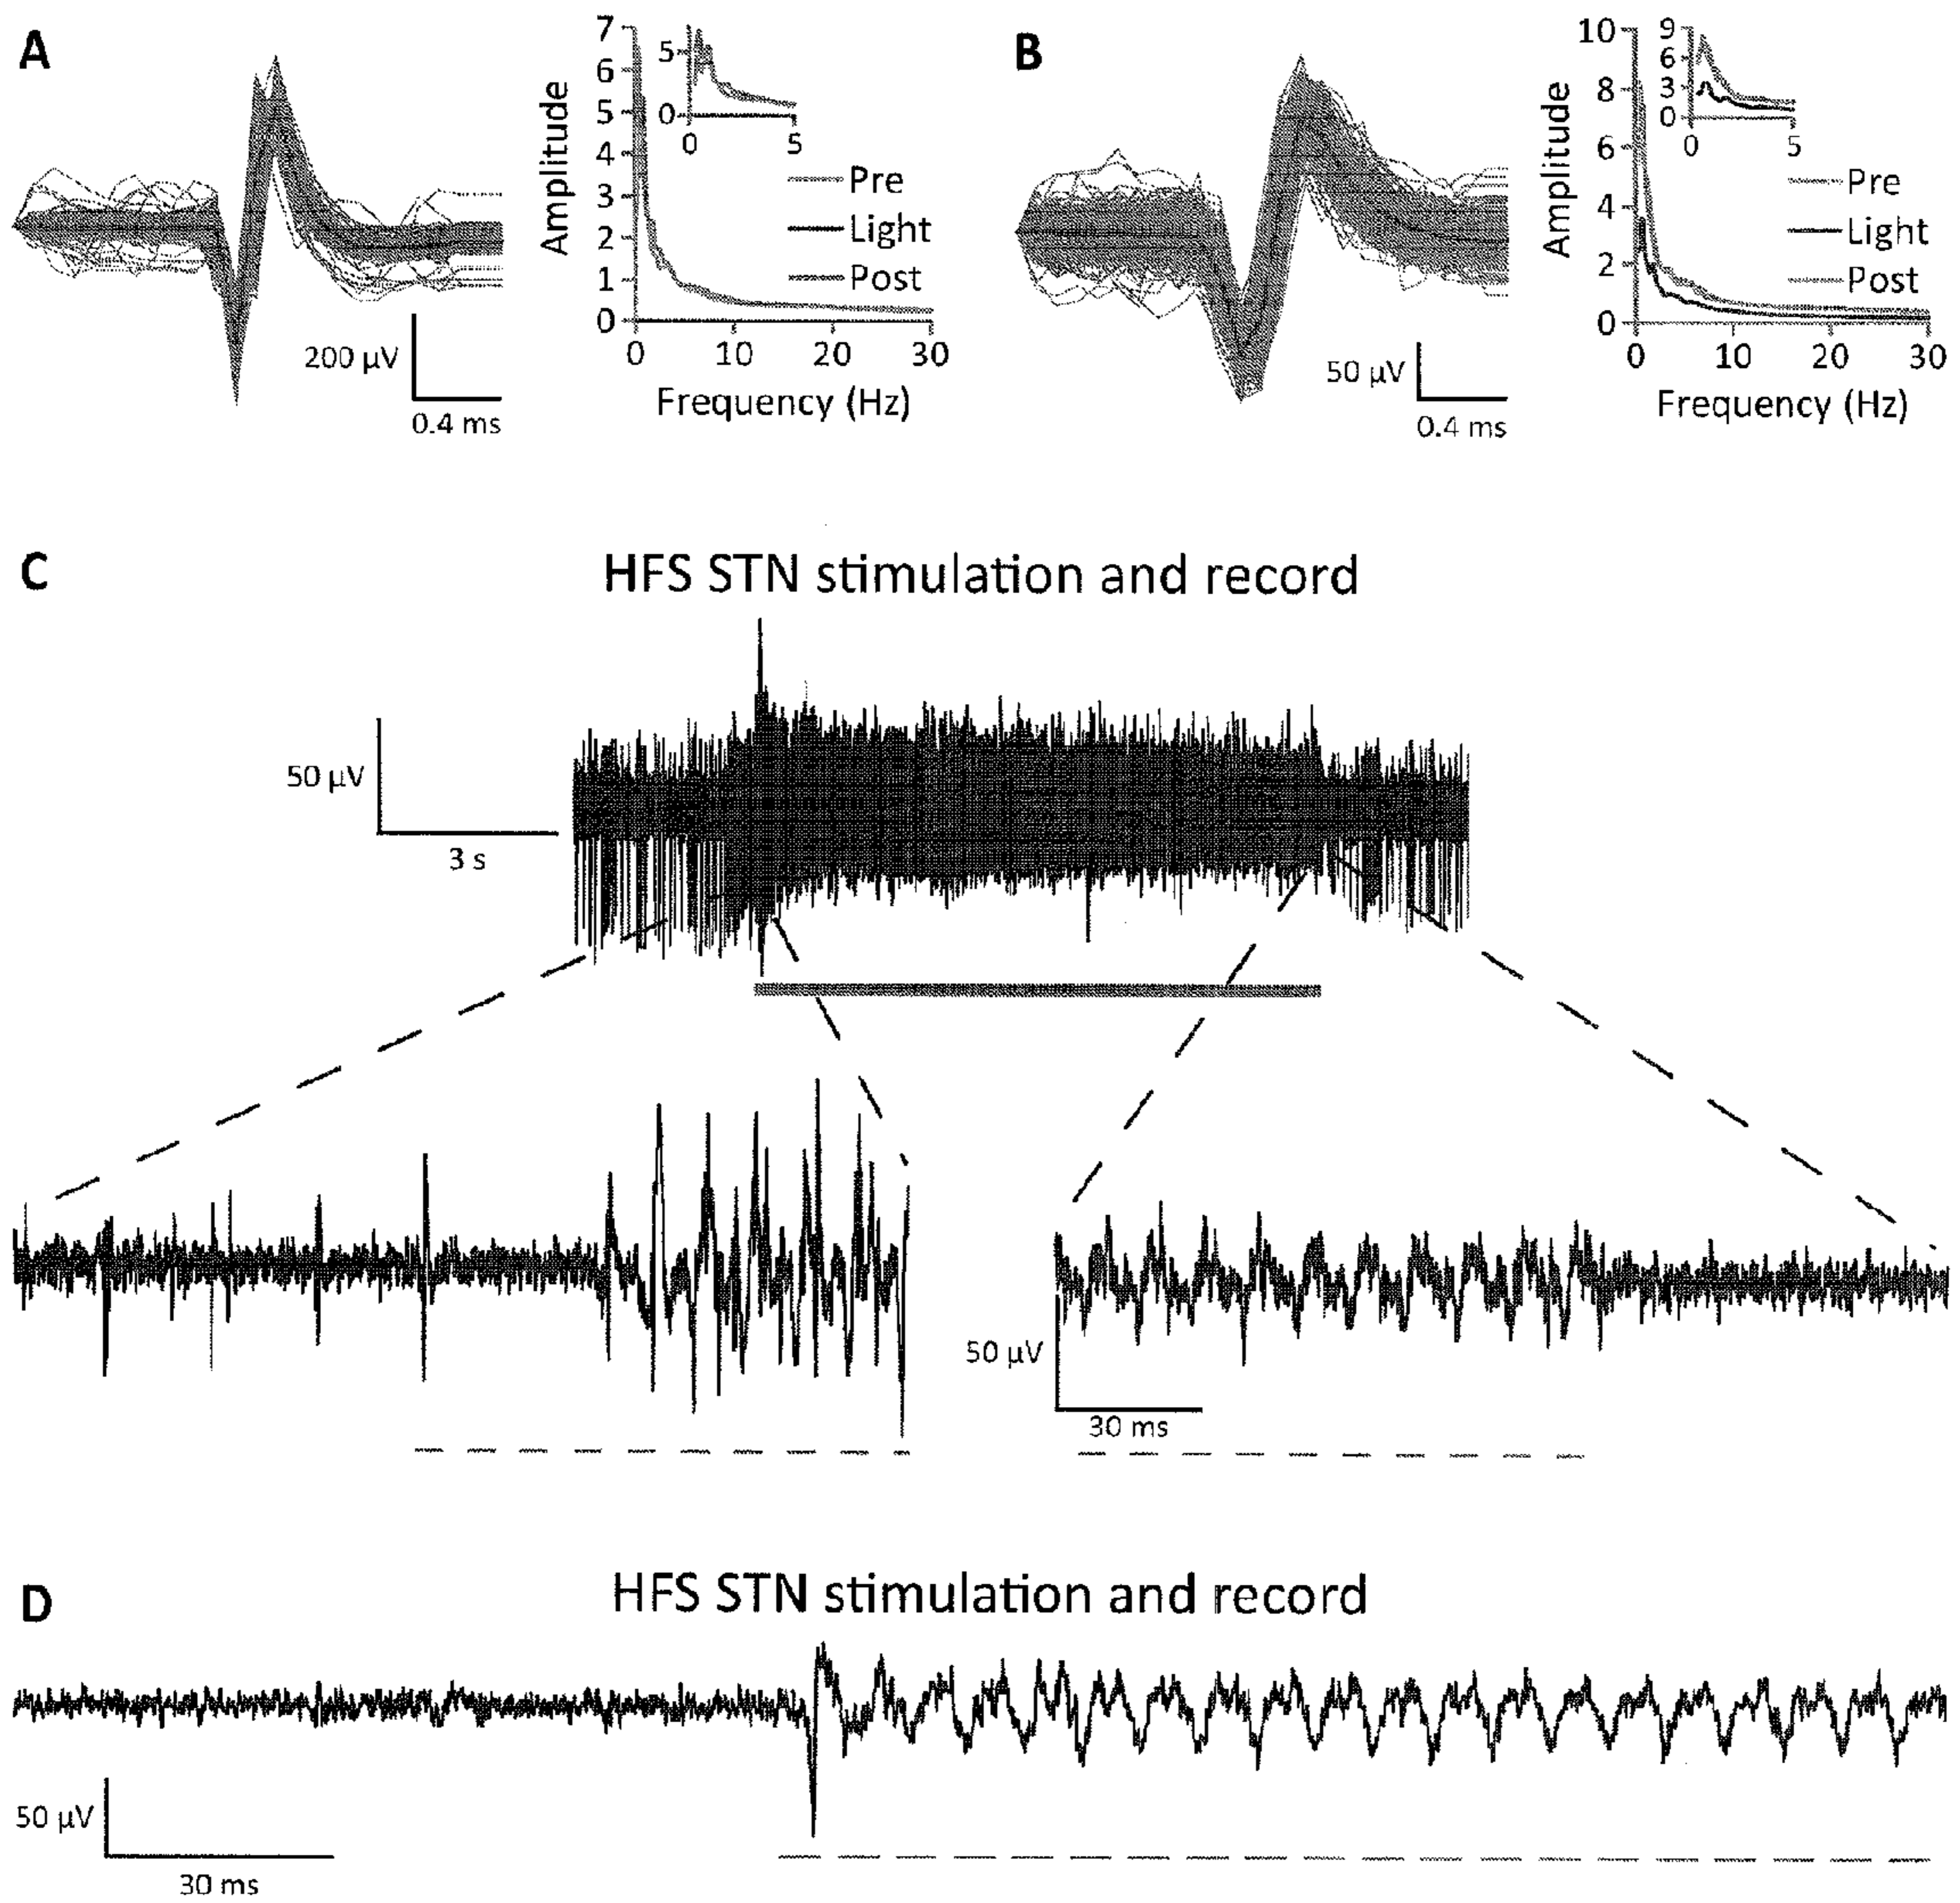 A
7
6
5
4
3
2
1
0
Amplitude
5
0
0
5
Pre
Light
Post
0
10
20
30
Frequency (Hz)
200 µV
0.4 ms
B
10
8
6
4
2
0
Amplitude
9
6
3
0
0
5
Pre
Light
Post
0
10
20
30
Frequency (Hz)
50 µV
0.4 ms
C
HFS STN stimulation and record
50 µV
3 s
50 µV
30 ms
D
HFS STN stimulation and record
50 µV
30 ms